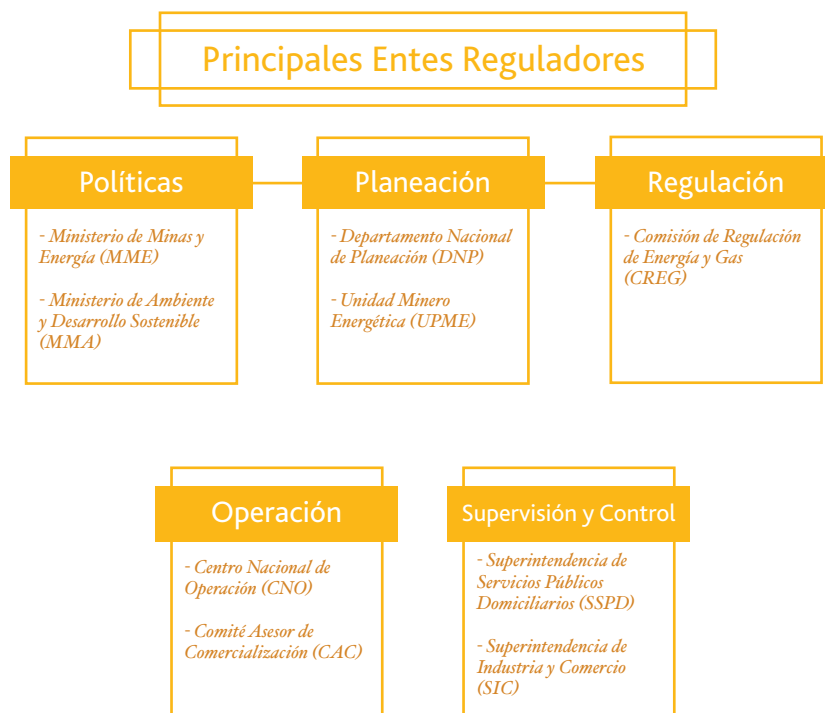 Principales Entes Reguladores
Políticas
- Ministerio de Minas y
Energía (MME)
- Ministerio de Ambiente
y Desarrollo Sostenible
(MMA)
Planeación
- Departamento Nacional
de Planeación (DNP)
- Unidad Minero
Energética (UPME)
Regulación
- Comisión de Regulación
de Energía y Gas
(CREG)
Operación
- Centro Nacional de
Operación (CNO)
- Comité Asesor de
Comercialización (CAC)
Supervisión y Control
- Superintendencia de
Servicios Públicos
Domiciliarios (SSPD)
- Superintendencia de
Industria y Comercio
(SIC)